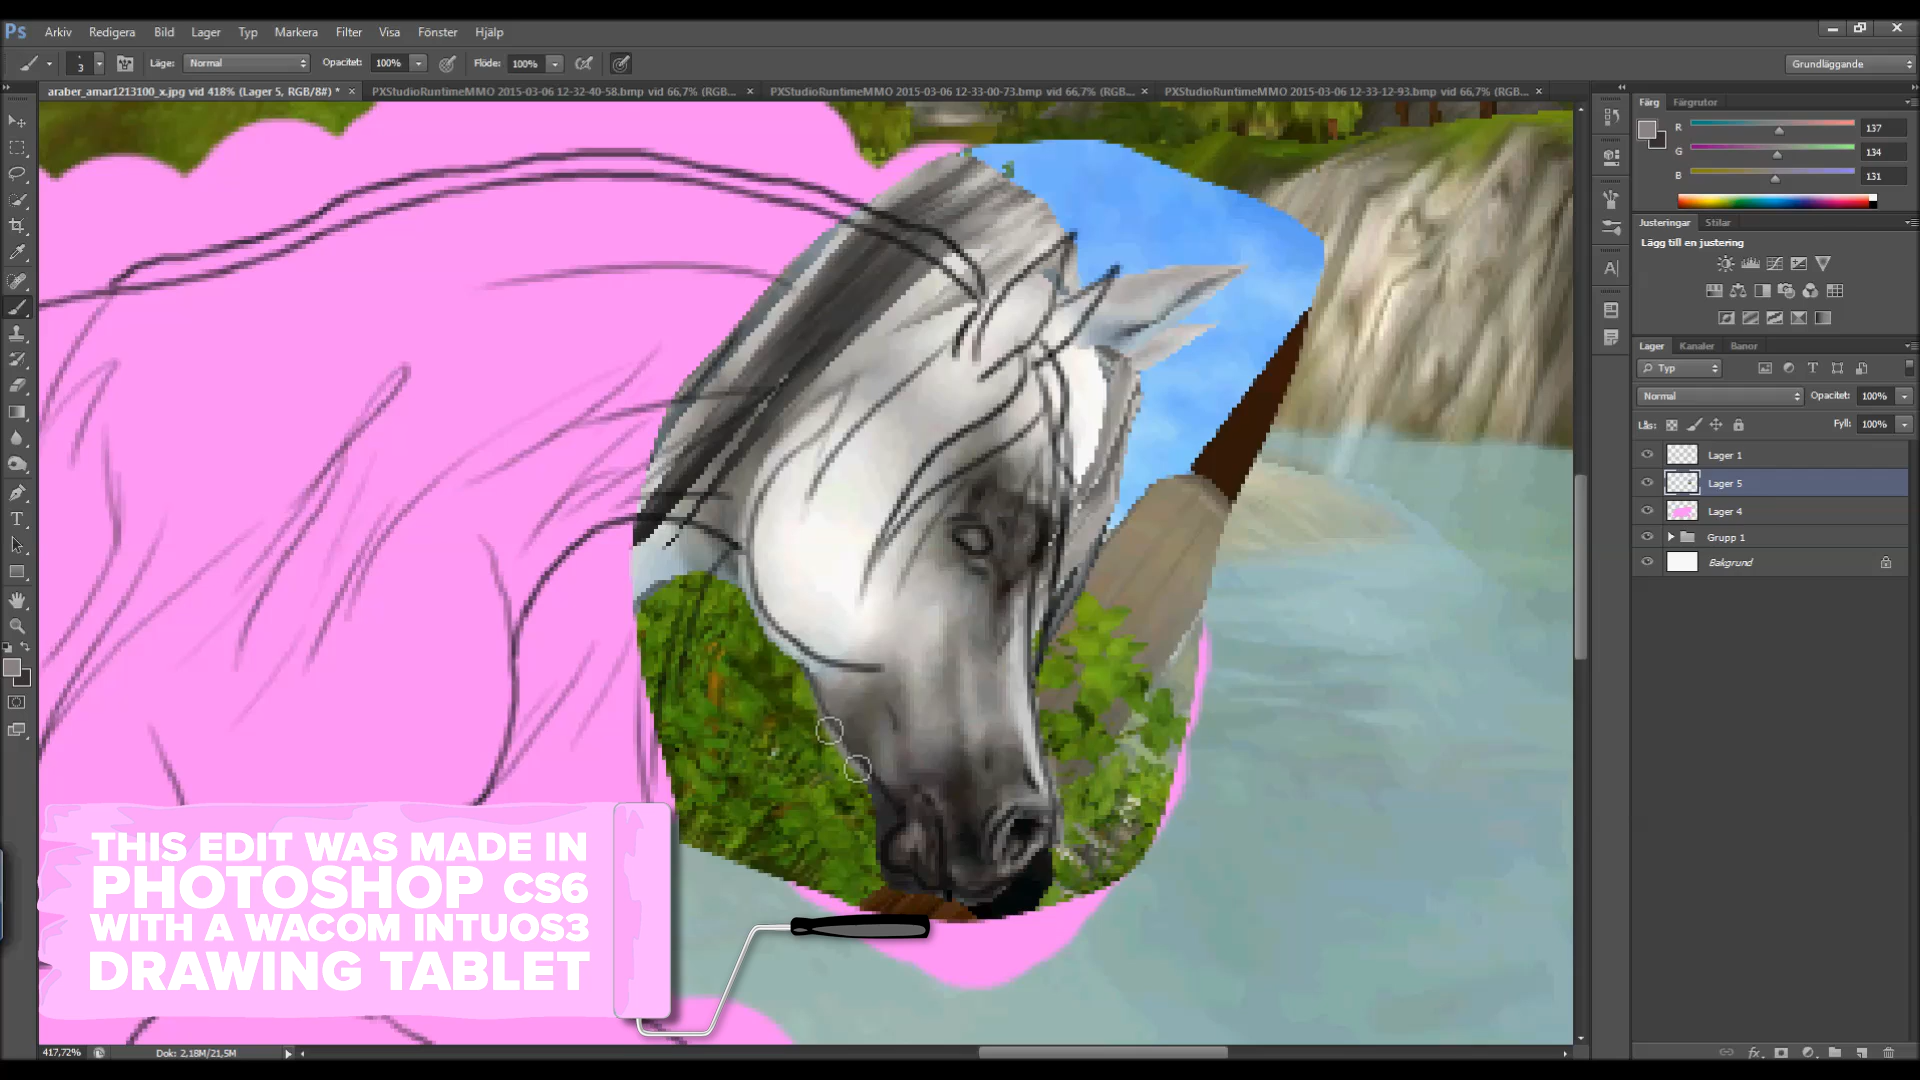 Ps Arkiv Redigera Bild Lager Typ Markera Filter Visa Fönster Hjälp
3 Läge: Normal Opacitet: 100% Flöde: 100% Grundläggande
araber_amar1213100_x.jpg vid 418% (Lager 5, RGB/8#) * × PXStudioRuntimeMMO 2015-03-06 12-32-40-58.bmp vid 66,7% (RGB... × PXStudioRuntimeMMO 2015-03-06 12-33-00-73.bmp vid 66,7% (RGB... × PXStudioRuntimeMMO 2015-03-06 12-33-12-93.bmp vid 66,7% (RGB... ×
Färg Färgrutor
R 137
G 134
B 131
Justeringar Stilar
Lägg till en justering
Lager Kanaler Banor
Typ
Normal Opacitet: 100%
Lås: Fyll: 100%
Lager 1
Lager 5
Lager 4
Grupp 1
Bakgrund
THIS EDIT WAS MADE IN
PHOTOSHOP CS6
WITH A WACOM INTUOS3
DRAWING TABLET
417,72% Dok: 2,18M/21,5M
fx